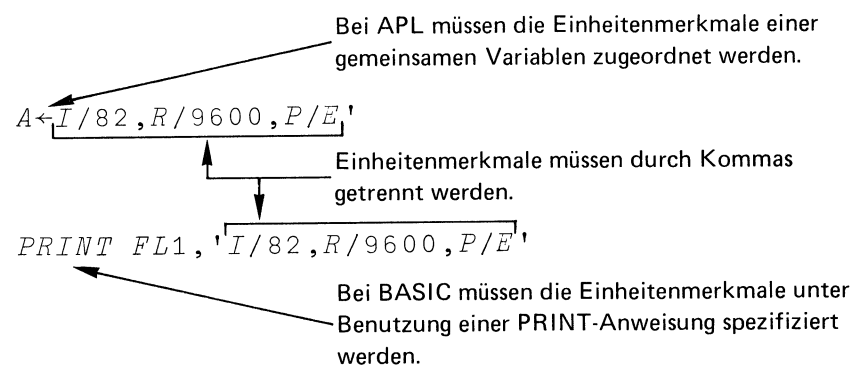 Bei APL müssen die Einheitenmerkmale einer
gemeinsamen Variablen zugeordnet werden.
A←I/82,R/9600,P/E,'
Einheitenmerkmale müssen durch Kommas
getrennt werden.
PRINT FL1,'I/82,R/9600,P/E'
Bei BASIC müssen die Einheitenmerkmale unter
Benutzung einer PRINT-Anweisung spezifiziert
werden.